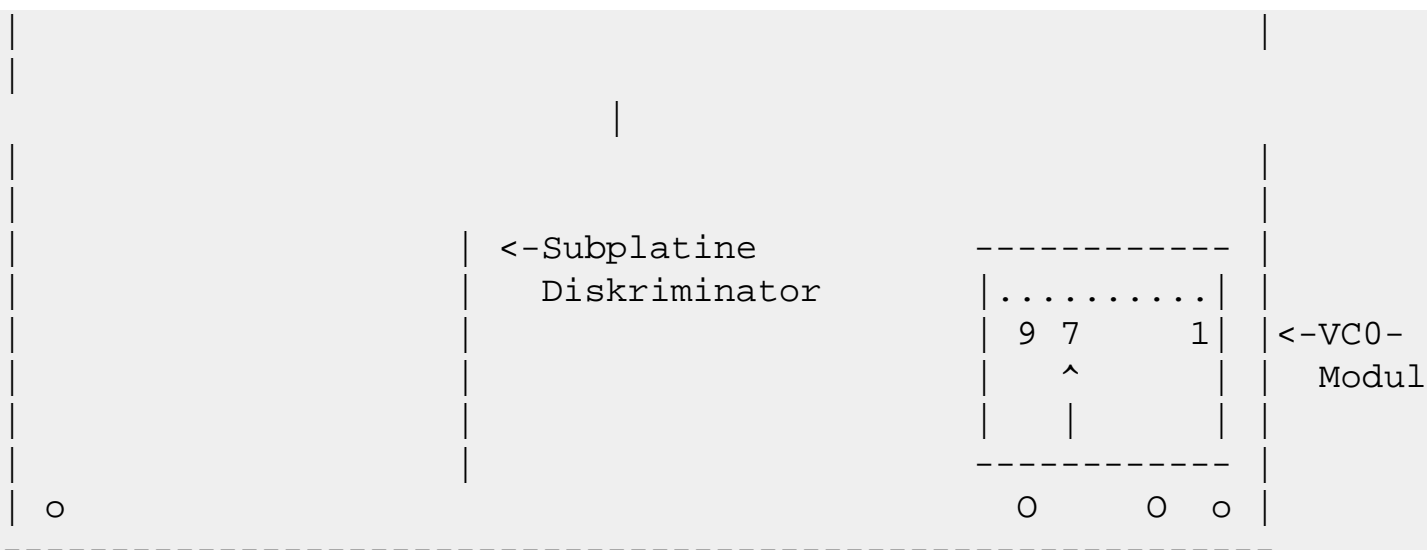 <-Subplatine
Diskriminator
..........
9 7 1
<-VC0-
Modul
^
o O O o